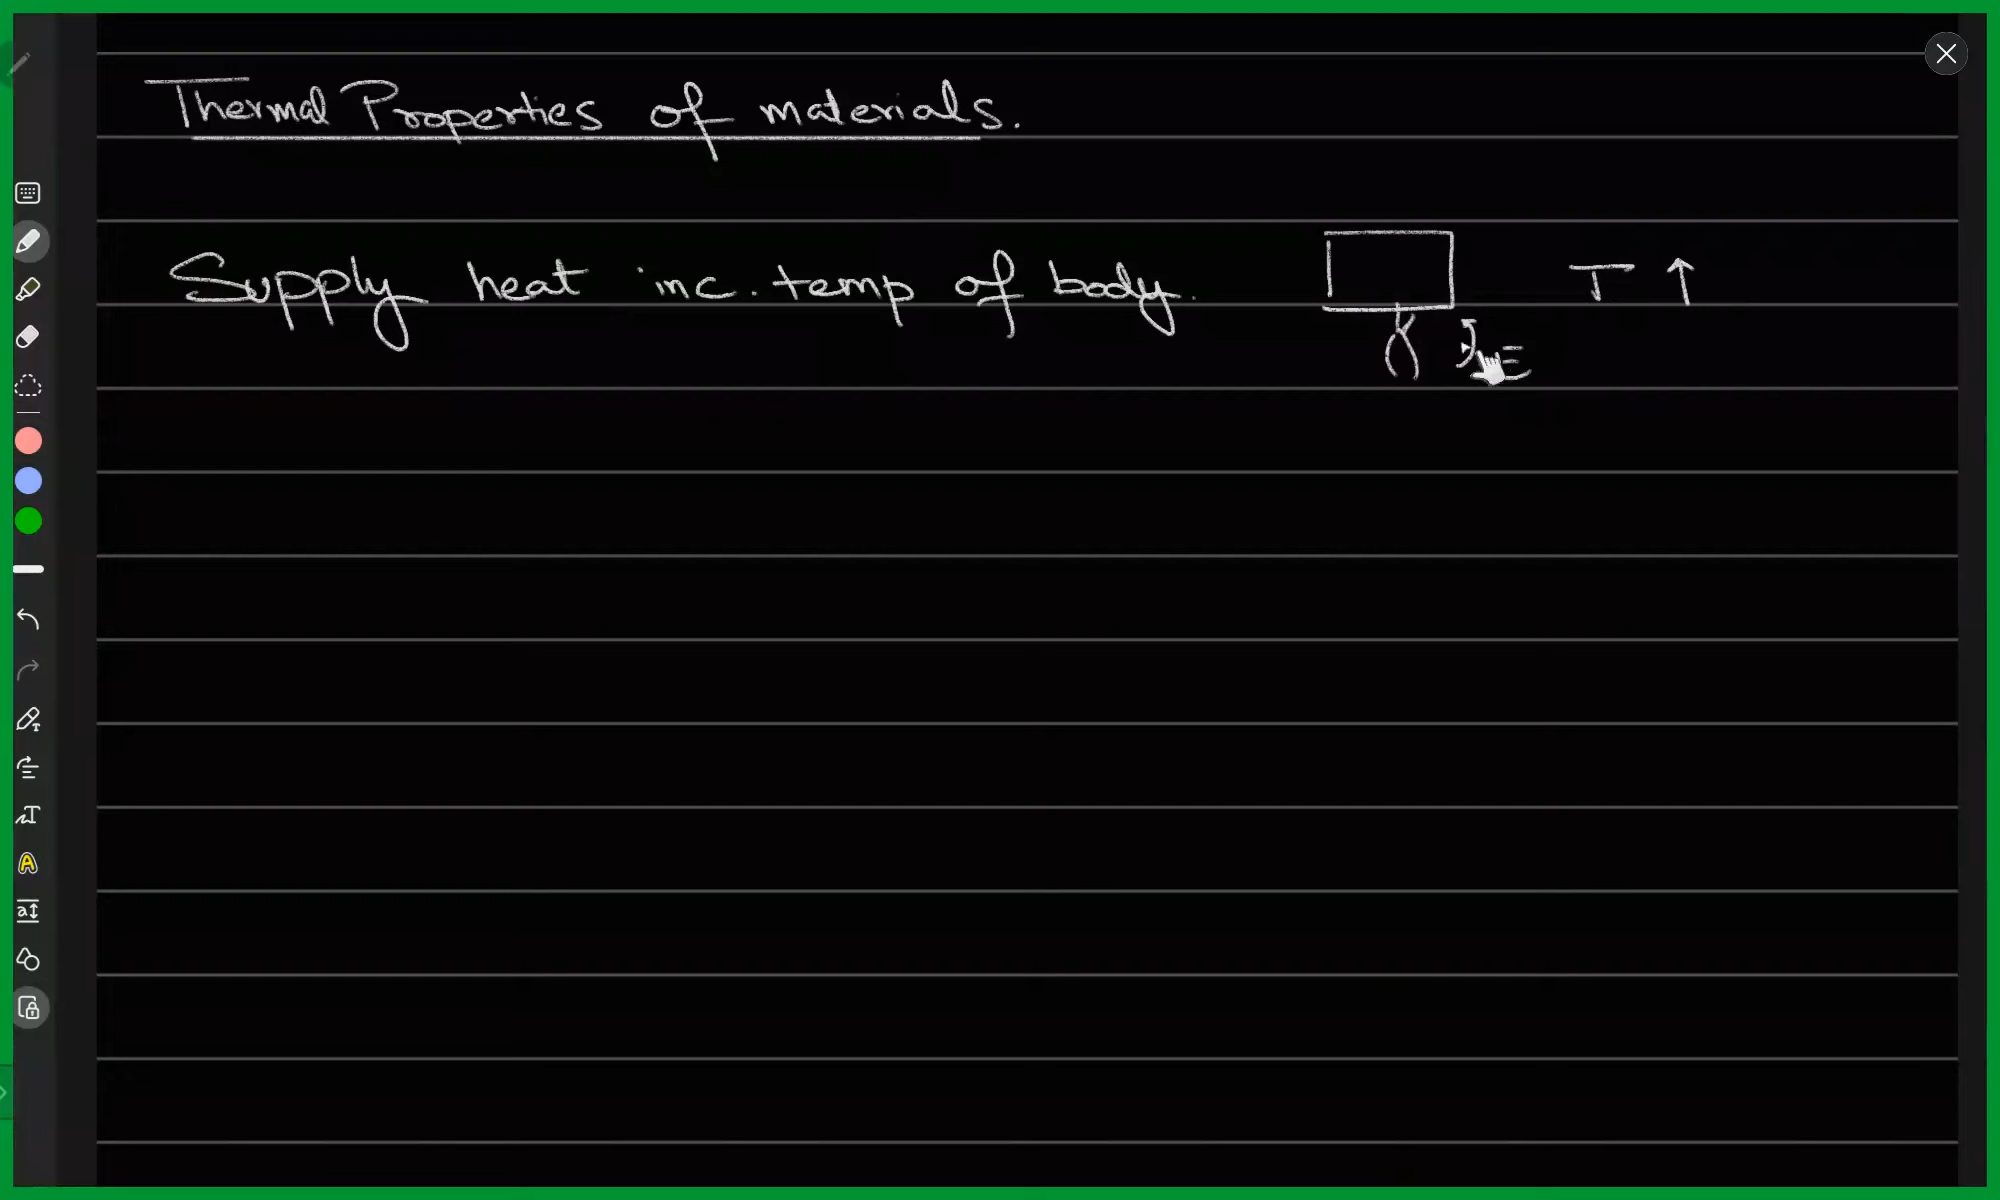 Thermal Properties of materials.
Supply heat inc. temp of body. T ↑
E